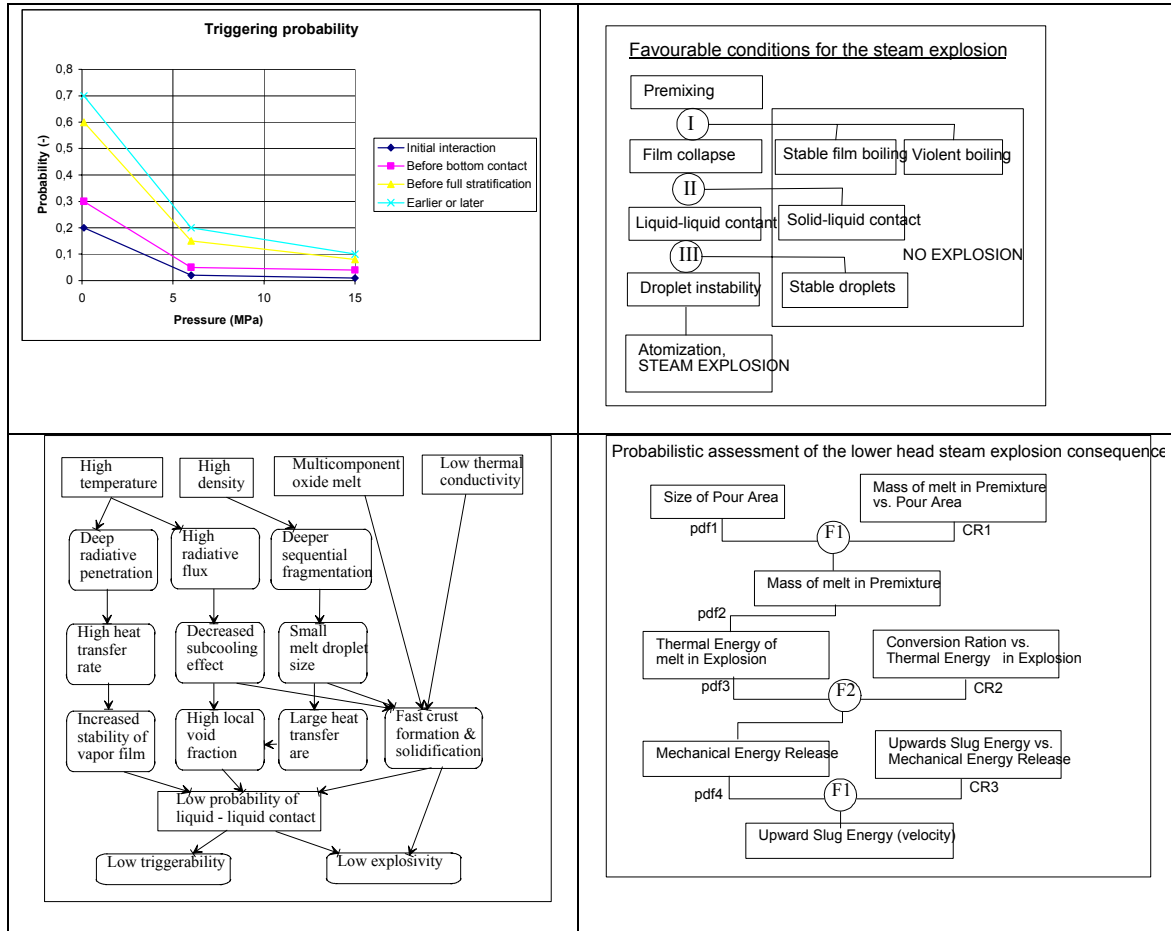 Triggering probability
0,8
0,7
0,6
0,5
0,4
0,3
0,2
0,1
0
Probability (-)
0
5
10
15
Pressure (MPa)
Initial interaction
Before bottom contact
Before full stratification
Earlier or later
Favourable conditions for the steam explosion
Premixing
I
Film collapse
Stable film boiling
Violent boiling
II
Liquid-liquid contant
Solid-liquid contact
NO EXPLOSION
III
Droplet instability
Stable droplets
Atomization,
STEAM EXPLOSION
High
temperature
High
density
Multicomponent
oxide melt
Low thermal
conductivity
Deep
radiative
penetration
High
radiative
flux
Deeper
sequential
fragmentation
High heat
transfer
rate
Decreased
subcooling
effect
Small
melt droplet
size
Increased
stability of
vapor film
High local
void
fraction
Large heat
transfer
are
Fast crust
formation &
solidification
Low probability of
liquid - liquid contact
Low triggerability
Low explosivity
Probabilistic assessment of the lower head steam explosion consequence
Size of Pour Area
Mass of melt in Premixture
vs. Pour Area
pdf1
F1
CR1
Mass of melt in Premixture
pdf2
Thermal Energy of
melt in Explosion
Conversion Ration vs.
Thermal Energy in Explosion
pdf3
F2
CR2
Mechanical Energy Release
Upwards Slug Energy vs.
Mechanical Energy Release
pdf4
F1
CR3
Upward Slug Energy (velocity)